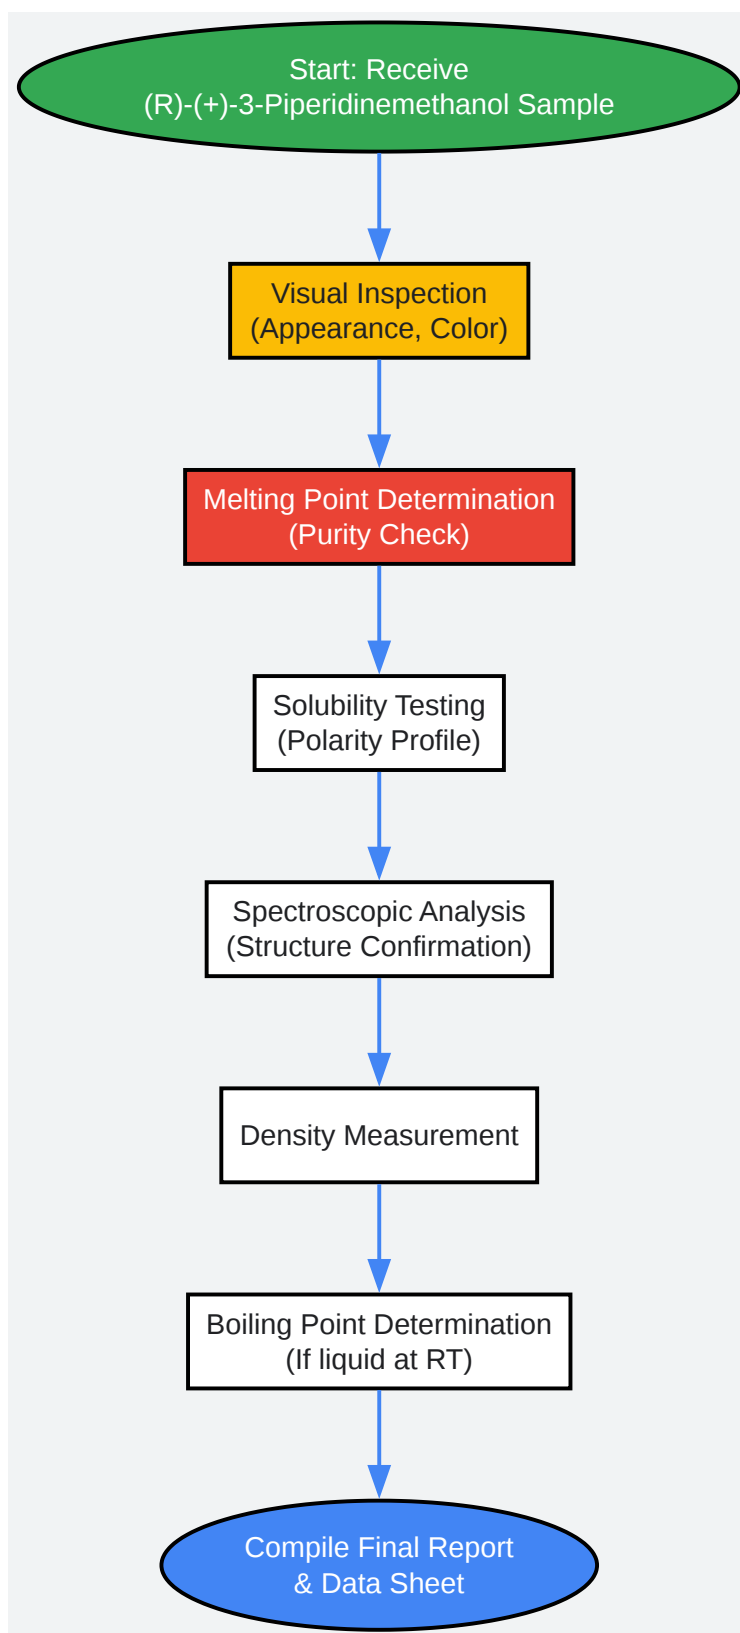 Start: Receive
(R)-(+)-3-Piperidinemethanol Sample
Visual Inspection
(Appearance, Color)
Melting Point Determination
(Purity Check)
Solubility Testing
(Polarity Profile)
Spectroscopic Analysis
(Structure Confirmation)
Density Measurement
Boiling Point Determination
(If liquid at RT)
Compile Final Report
& Data Sheet